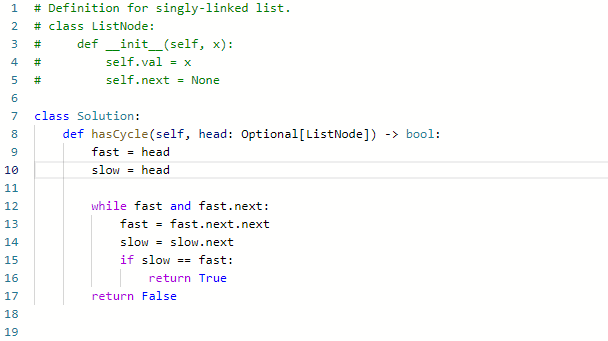 1 # Definition for singly-linked list.
2 # class ListNode:
3 #     def __init__(self, x):
4 #         self.val = x
5 #         self.next = None
6
7 class Solution:
8     def hasCycle(self, head: Optional[ListNode]) -> bool:
9         fast = head
10         slow = head
11
12         while fast and fast.next:
13             fast = fast.next.next
14             slow = slow.next
15             if slow == fast:
16                 return True
17         return False
18
19